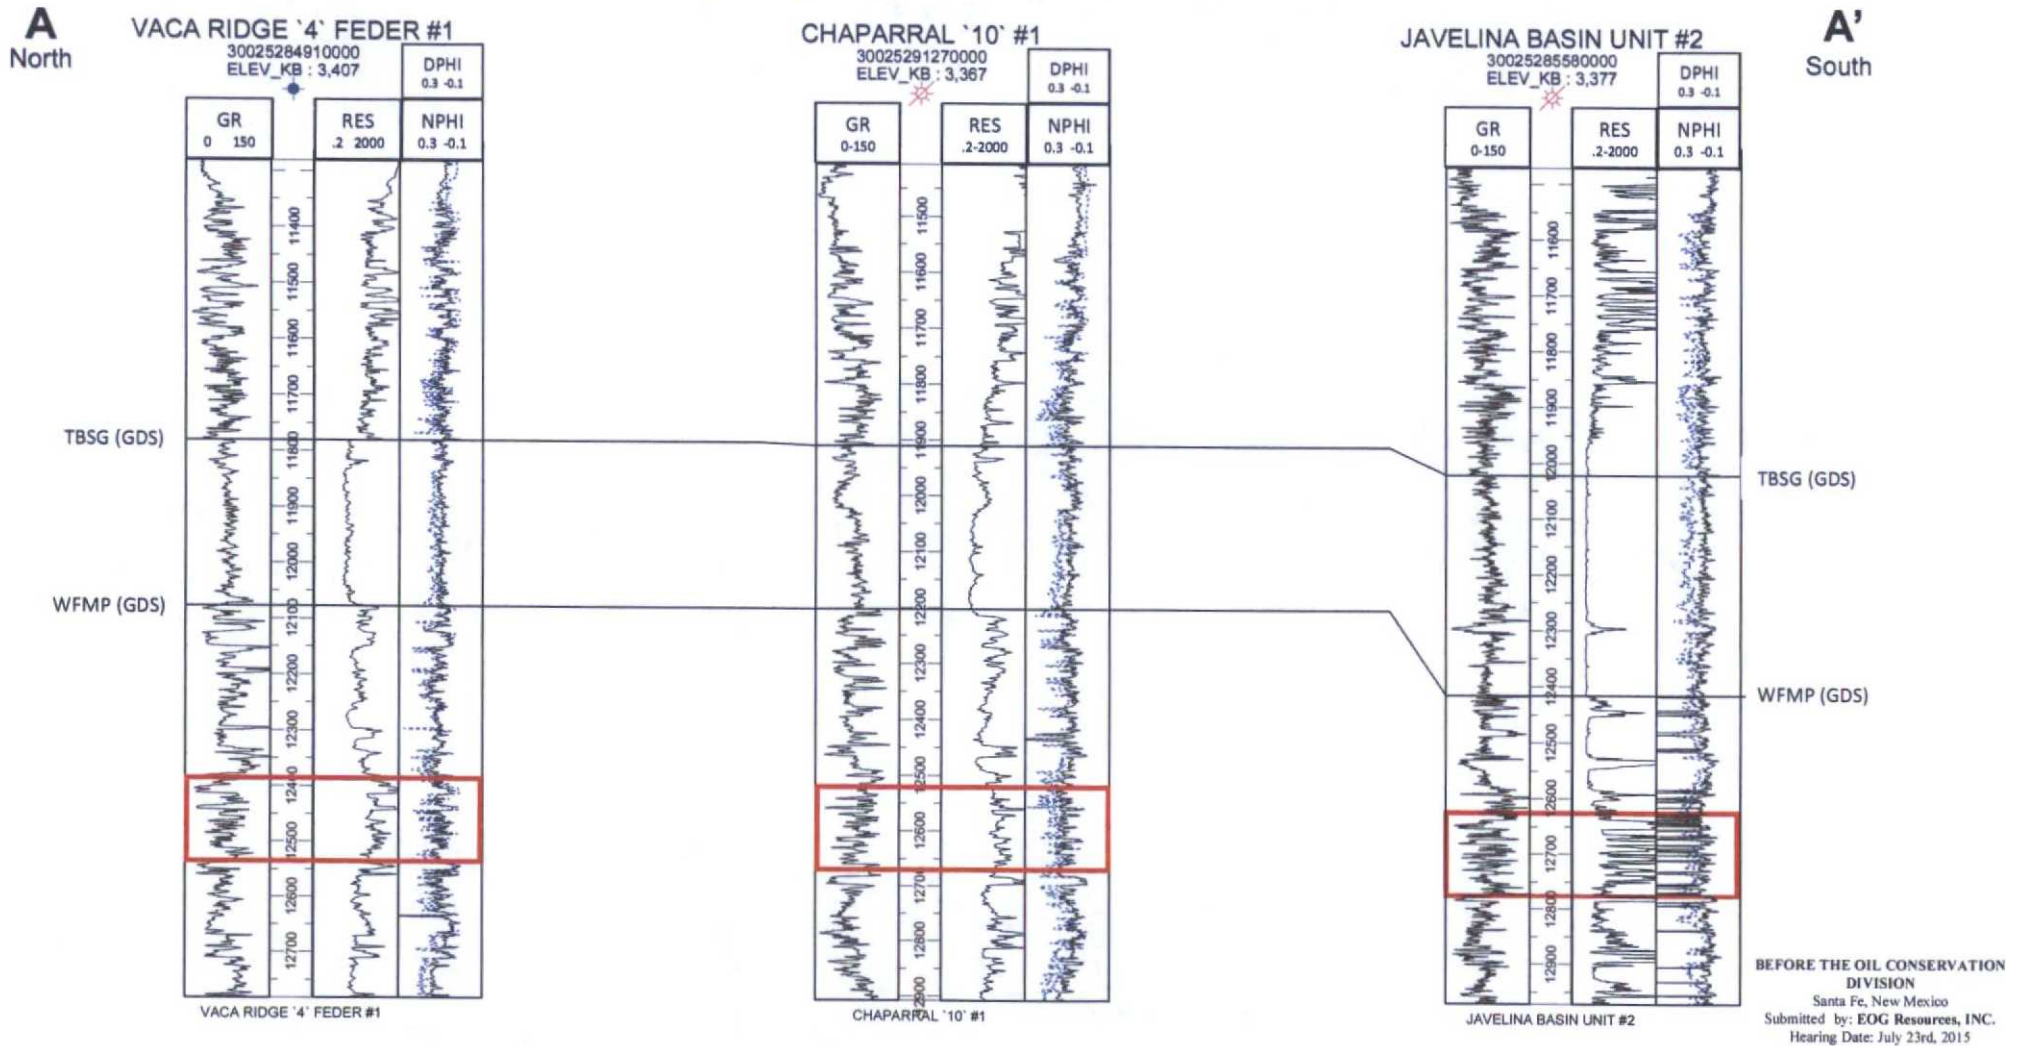 A
North
VACA RIDGE `4` FEDER #1
30025284910000
ELEV_KB : 3,407
DPHI
0.3 -0.1
GR
0 150
RES
.2 2000
NPHI
0.3 -0.1
CHAPARRAL `10` #1
30025291270000
ELEV_KB : 3,367
DPHI
0.3 -0.1
GR
0-150
RES
.2-2000
NPHI
0.3 -0.1
JAVELINA BASIN UNIT #2
30025285580000
ELEV_KB : 3,377
DPHI
0.3 -0.1
GR
0-150
RES
.2-2000
NPHI
0.3 -0.1
A'
South
11400
11500
11600
11700
11800
11900
12000
12100
12200
12300
12400
12500
12600
12700
11500
11600
11700
11800
11900
12000
12100
12200
12300
12400
12500
12600
12700
12800
12900
11600
11700
11800
11900
12000
12100
12200
12300
12400
12500
12600
12700
12800
12900
TBSG (GDS)
WFMP (GDS)
TBSG (GDS)
WFMP (GDS)
VACA RIDGE `4` FEDER #1
CHAPARRAL `10` #1
JAVELINA BASIN UNIT #2
BEFORE THE OIL CONSERVATION
DIVISION
Santa Fe, New Mexico
Submitted by: EOG Resources, INC.
Hearing Date: July 23rd, 2015